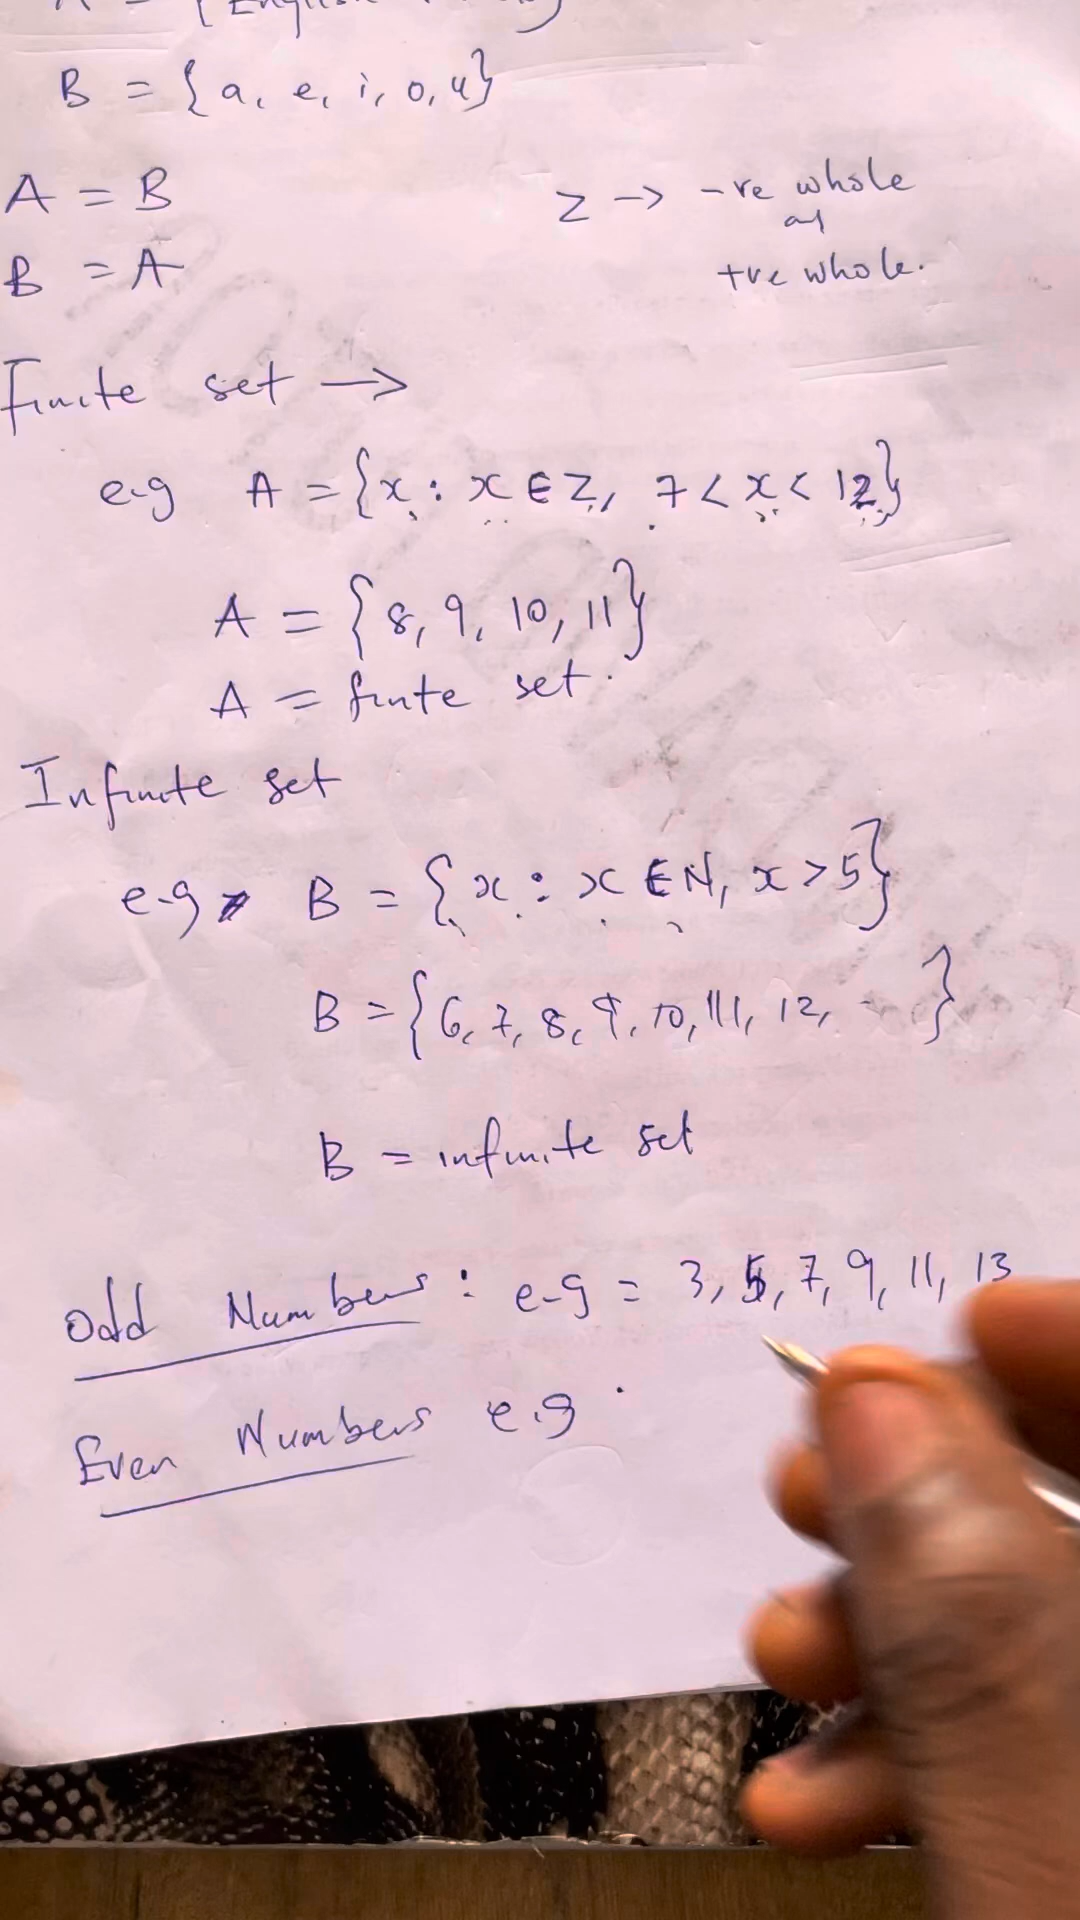 B = {a, e, i, o, u}
A = B
Z → -ve whole
and
B = A
+ve whole.
Finite set →
e.g A = {x : x ∈ Z, 7 < x < 12}
A = {8, 9, 10, 11}
A = finte set.
Infinite set
e.g B = {x : x ∈ N, x > 5}
B = {6, 7, 8, 9, 10, 11, 12, - - }
B = infinite set
Odd Numbers : e.g = 3, 5, 7, 9, 11, 13
Even Numbers e.g .